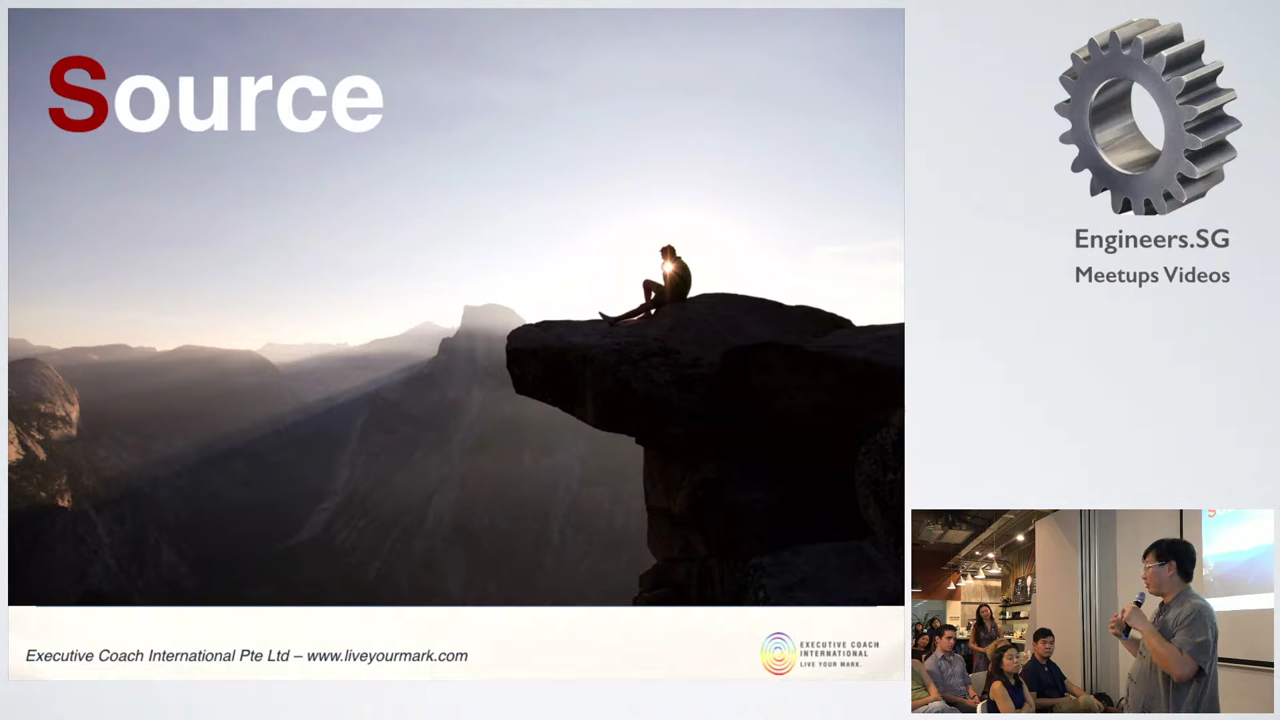 Source
Executive Coach International Pte Ltd – www.liveyourmark.com
EXECUTIVE COACH
INTERNATIONAL
LIVE YOUR MARK.
Engineers.SG
Meetups Videos
S